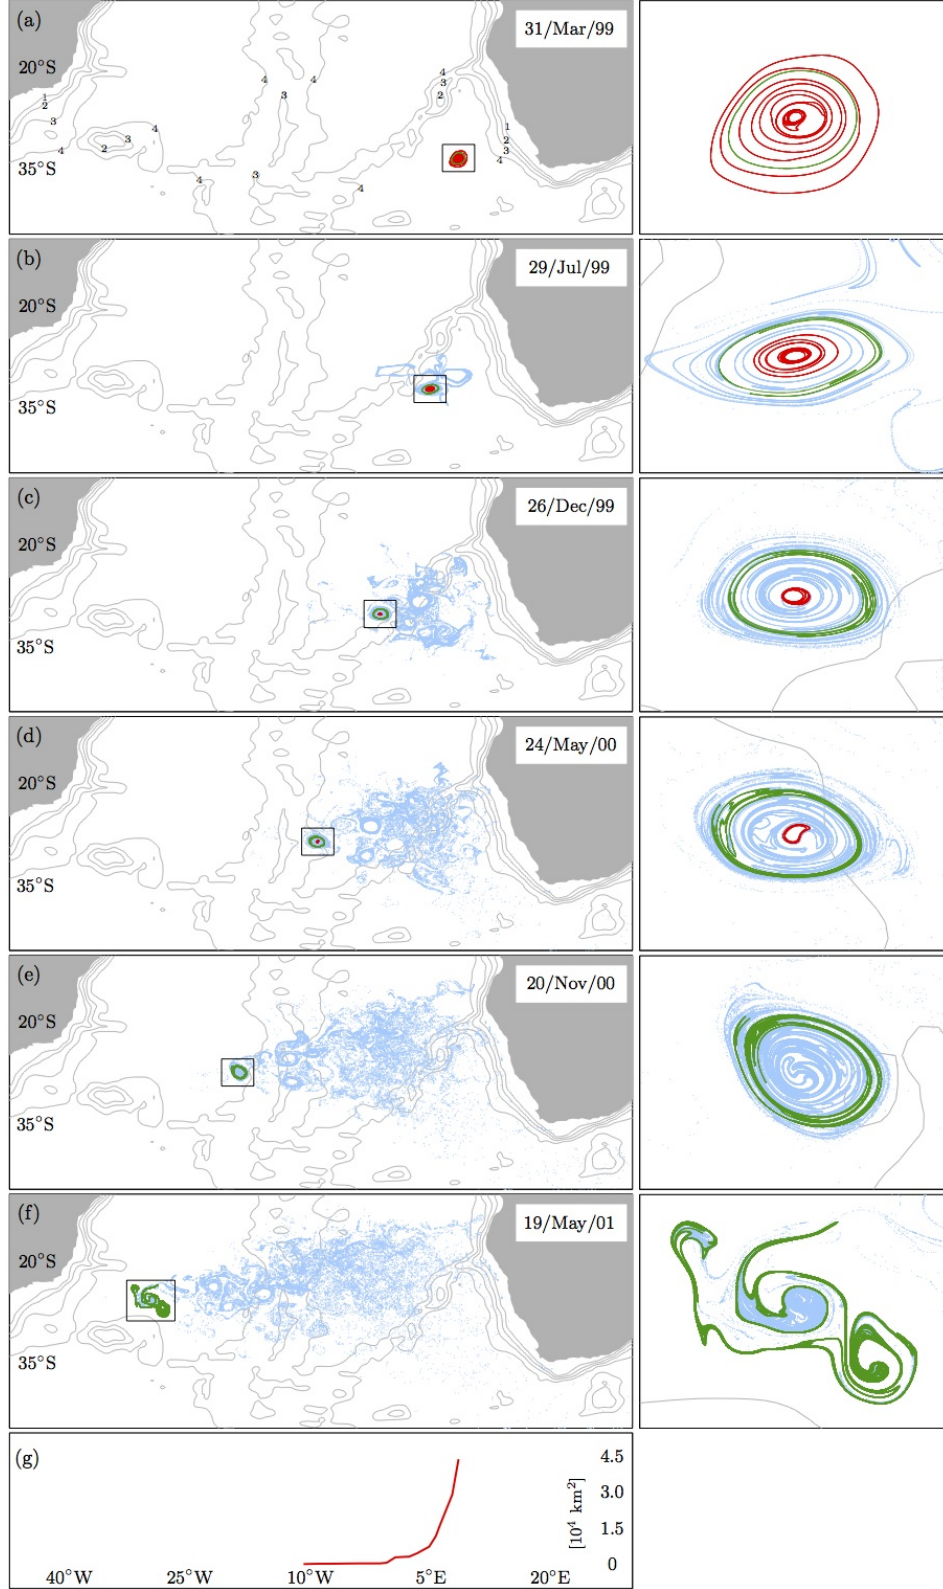 (a)
31/Mar/99
20°S
35°S
1
2
3
4
2
3
4
4
4
3
4
3
4
4
3
2
1
2
3
4
(b)
29/Jul/99
20°S
35°S
(c)
26/Dec/99
20°S
35°S
(d)
24/May/00
20°S
35°S
(e)
20/Nov/00
20°S
35°S
(f)
19/May/01
20°S
35°S
(g)
4.5
3.0
1.5
0
[10⁴ km²]
40°W 25°W 10°W 5°E 20°E